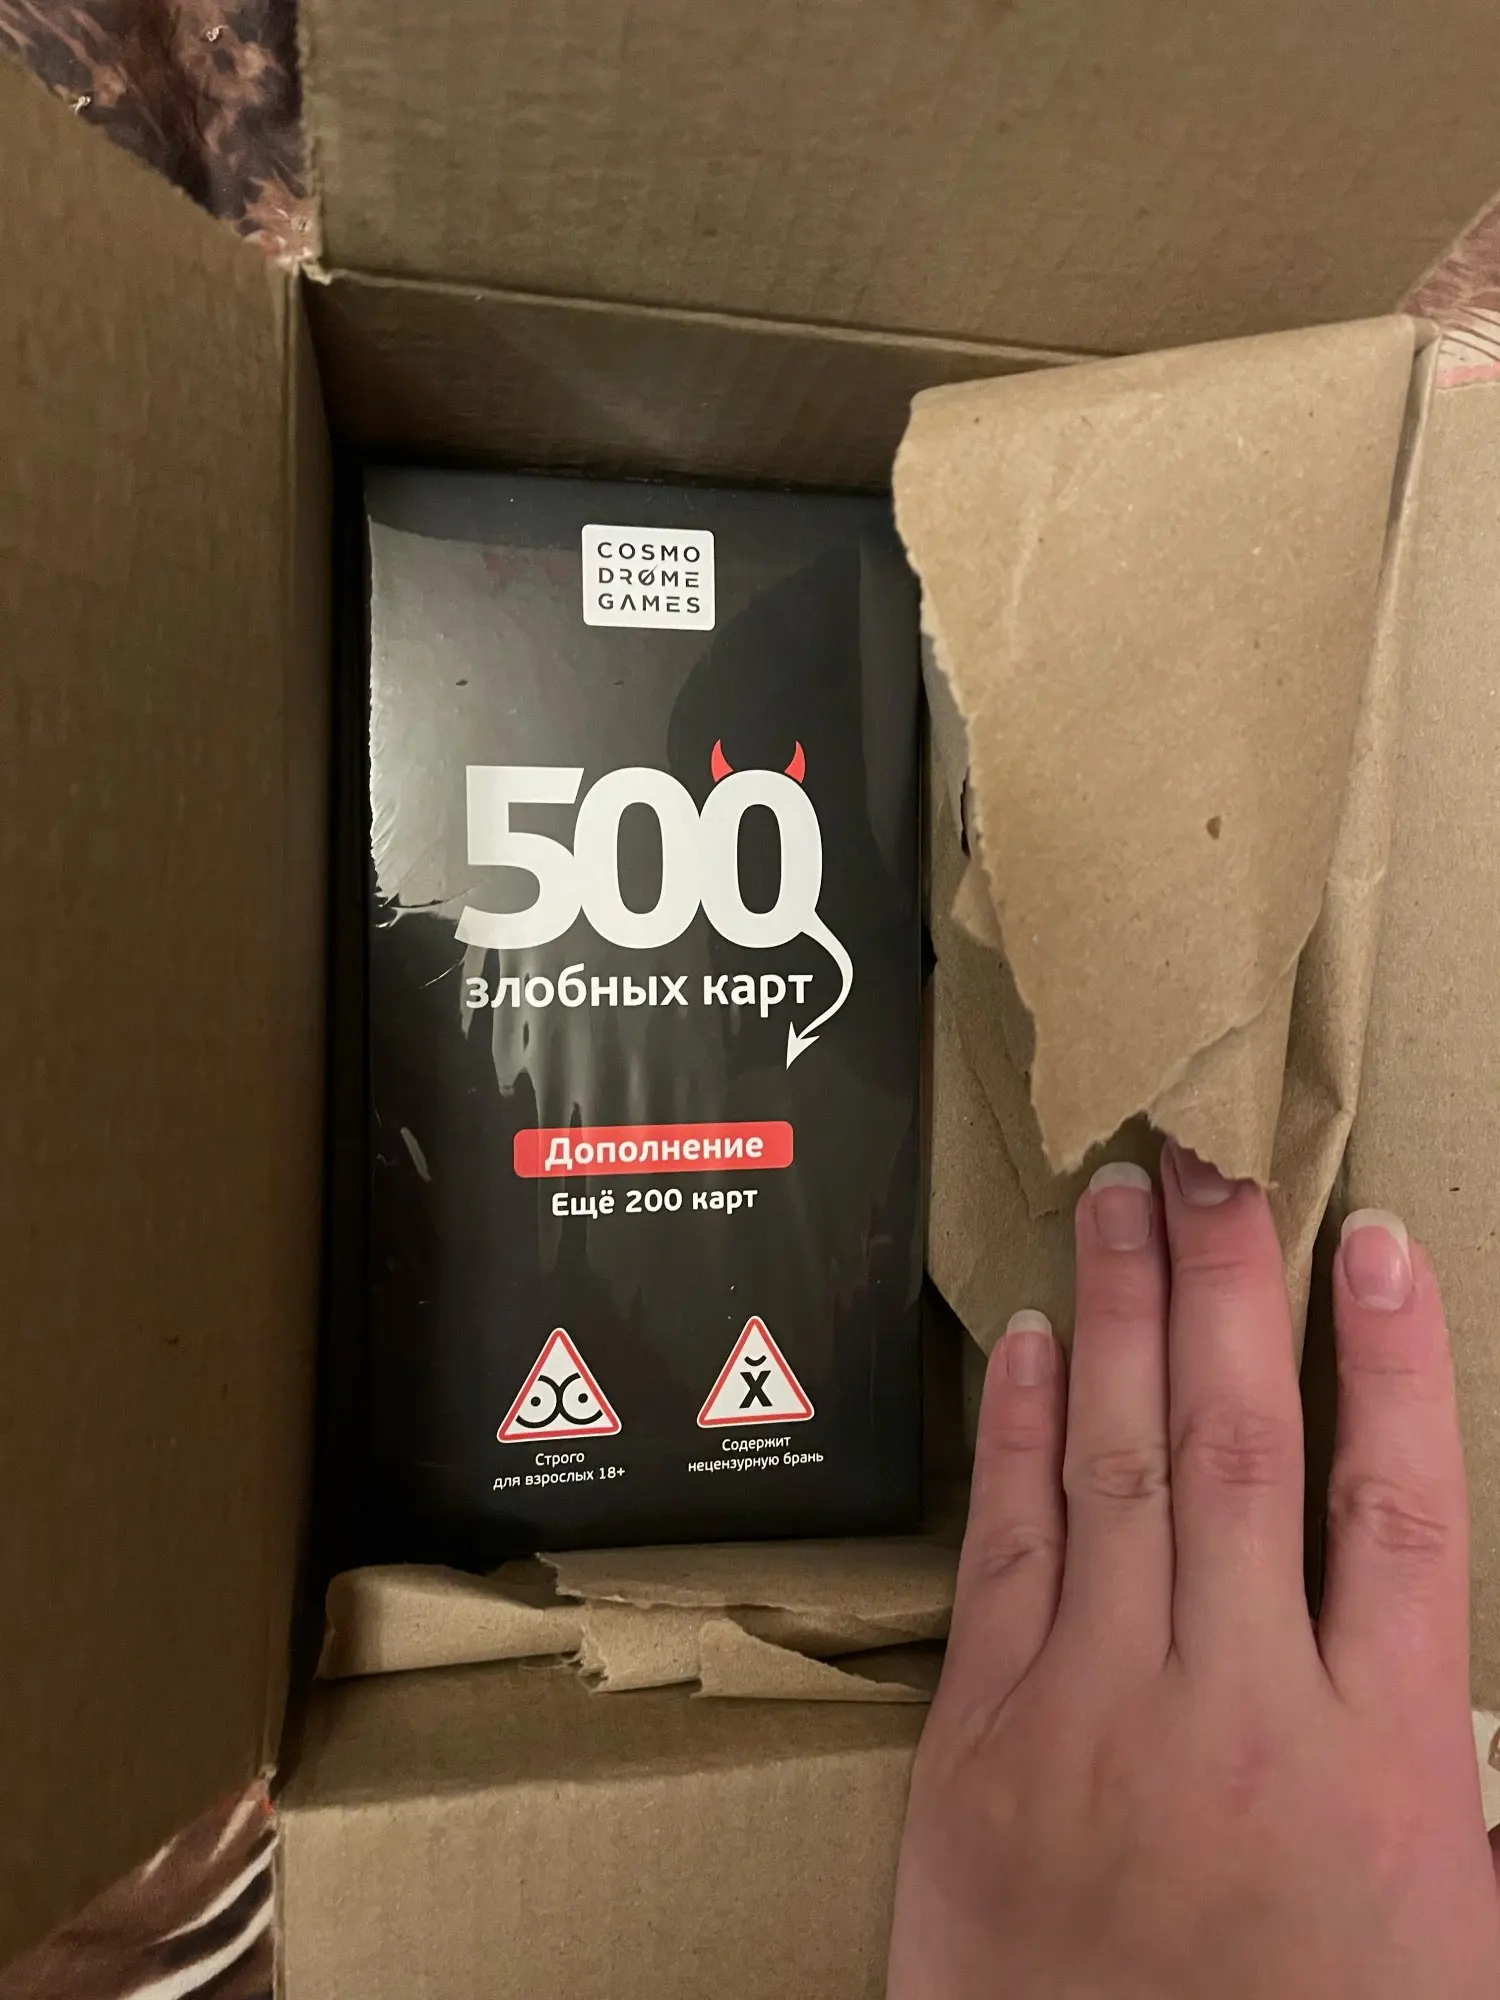 COSMO
DRØME
GAMES
500
злобных карт
Дополнение
Ещё 200 карт
x̆
Строго
для взрослых 18+
Содержит
нецензурную брань